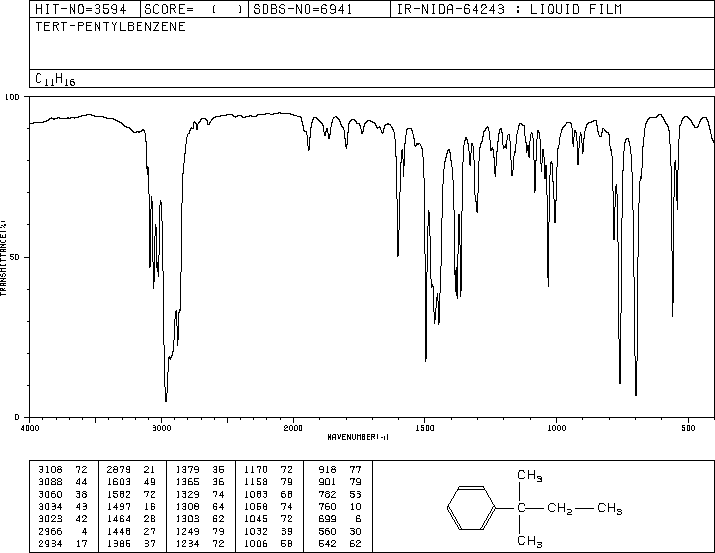 HIT-NO=3594 SCORE= ( ) SDBS-NO=6941 IR-NIDA-64243 : LIQUID FILM
TERT-PENTYLBENZENE
C11H16
100
TRANSMITTANCE(%)
50
0
4000 3000 2000 1500 1000 500
WAVENUMBER(-1)
3108 72 2879 21 1379 35 1170 72 918 77
3088 44 1603 49 1365 36 1158 79 901 79
3060 38 1582 72 1329 74 1083 68 782 53
3034 43 1497 16 1308 64 1058 74 760 10
3023 42 1464 28 1303 62 1045 72 699 6
2966 4 1448 27 1249 79 1032 39 560 30
2934 17 1385 37 1234 72 1006 58 542 62
CH3
C CH2 CH3
CH3